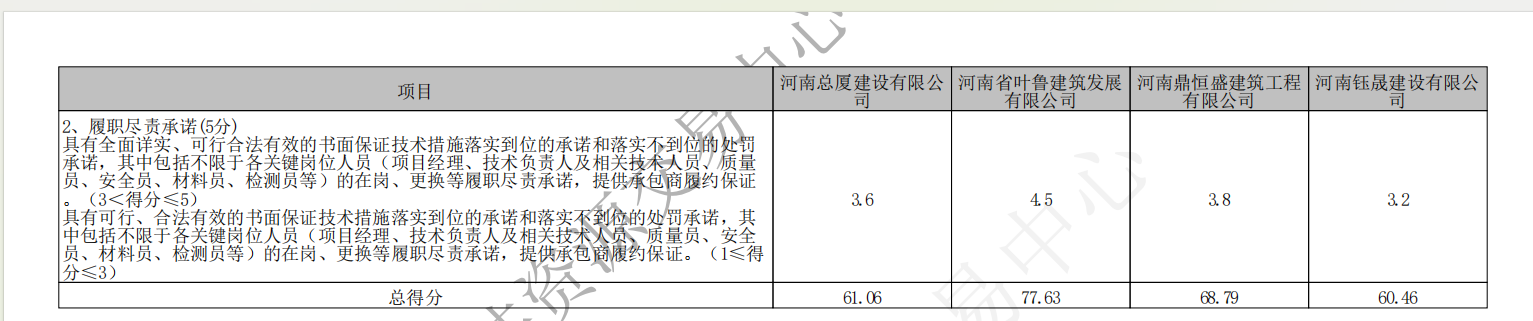 项目
河南总厦建设有限公
司
河南省叶鲁建筑发展
有限公司
河南鼎恒盛建筑工程
有限公司
河南钰晟建设有限公
司
2、履职尽责承诺(5分)
具有全面详实、可行合法有效的书面保证技术措施落实到位的承诺和落实不到位的处罚
承诺，其中包括不限于各关键岗位人员（项目经理、技术负责人及相关技术人员、质量
员、安全员、材料员、检测员等）的在岗、更换等履职尽责承诺，提供承包商履约保证
。（3＜得分≤5）
具有可行、合法有效的书面保证技术措施落实到位的承诺和落实不到位的处罚承诺，其
中包括不限于各关键岗位人员（项目经理、技术负责人及相关技术人员、质量员、安全
员、材料员、检测员等）的在岗、更换等履职尽责承诺，提供承包商履约保证。（1≤得
分≤3）
3.6
4.5
3.8
3.2
总得分
61.06
77.63
68.79
60.46
资源交易中心
易中心